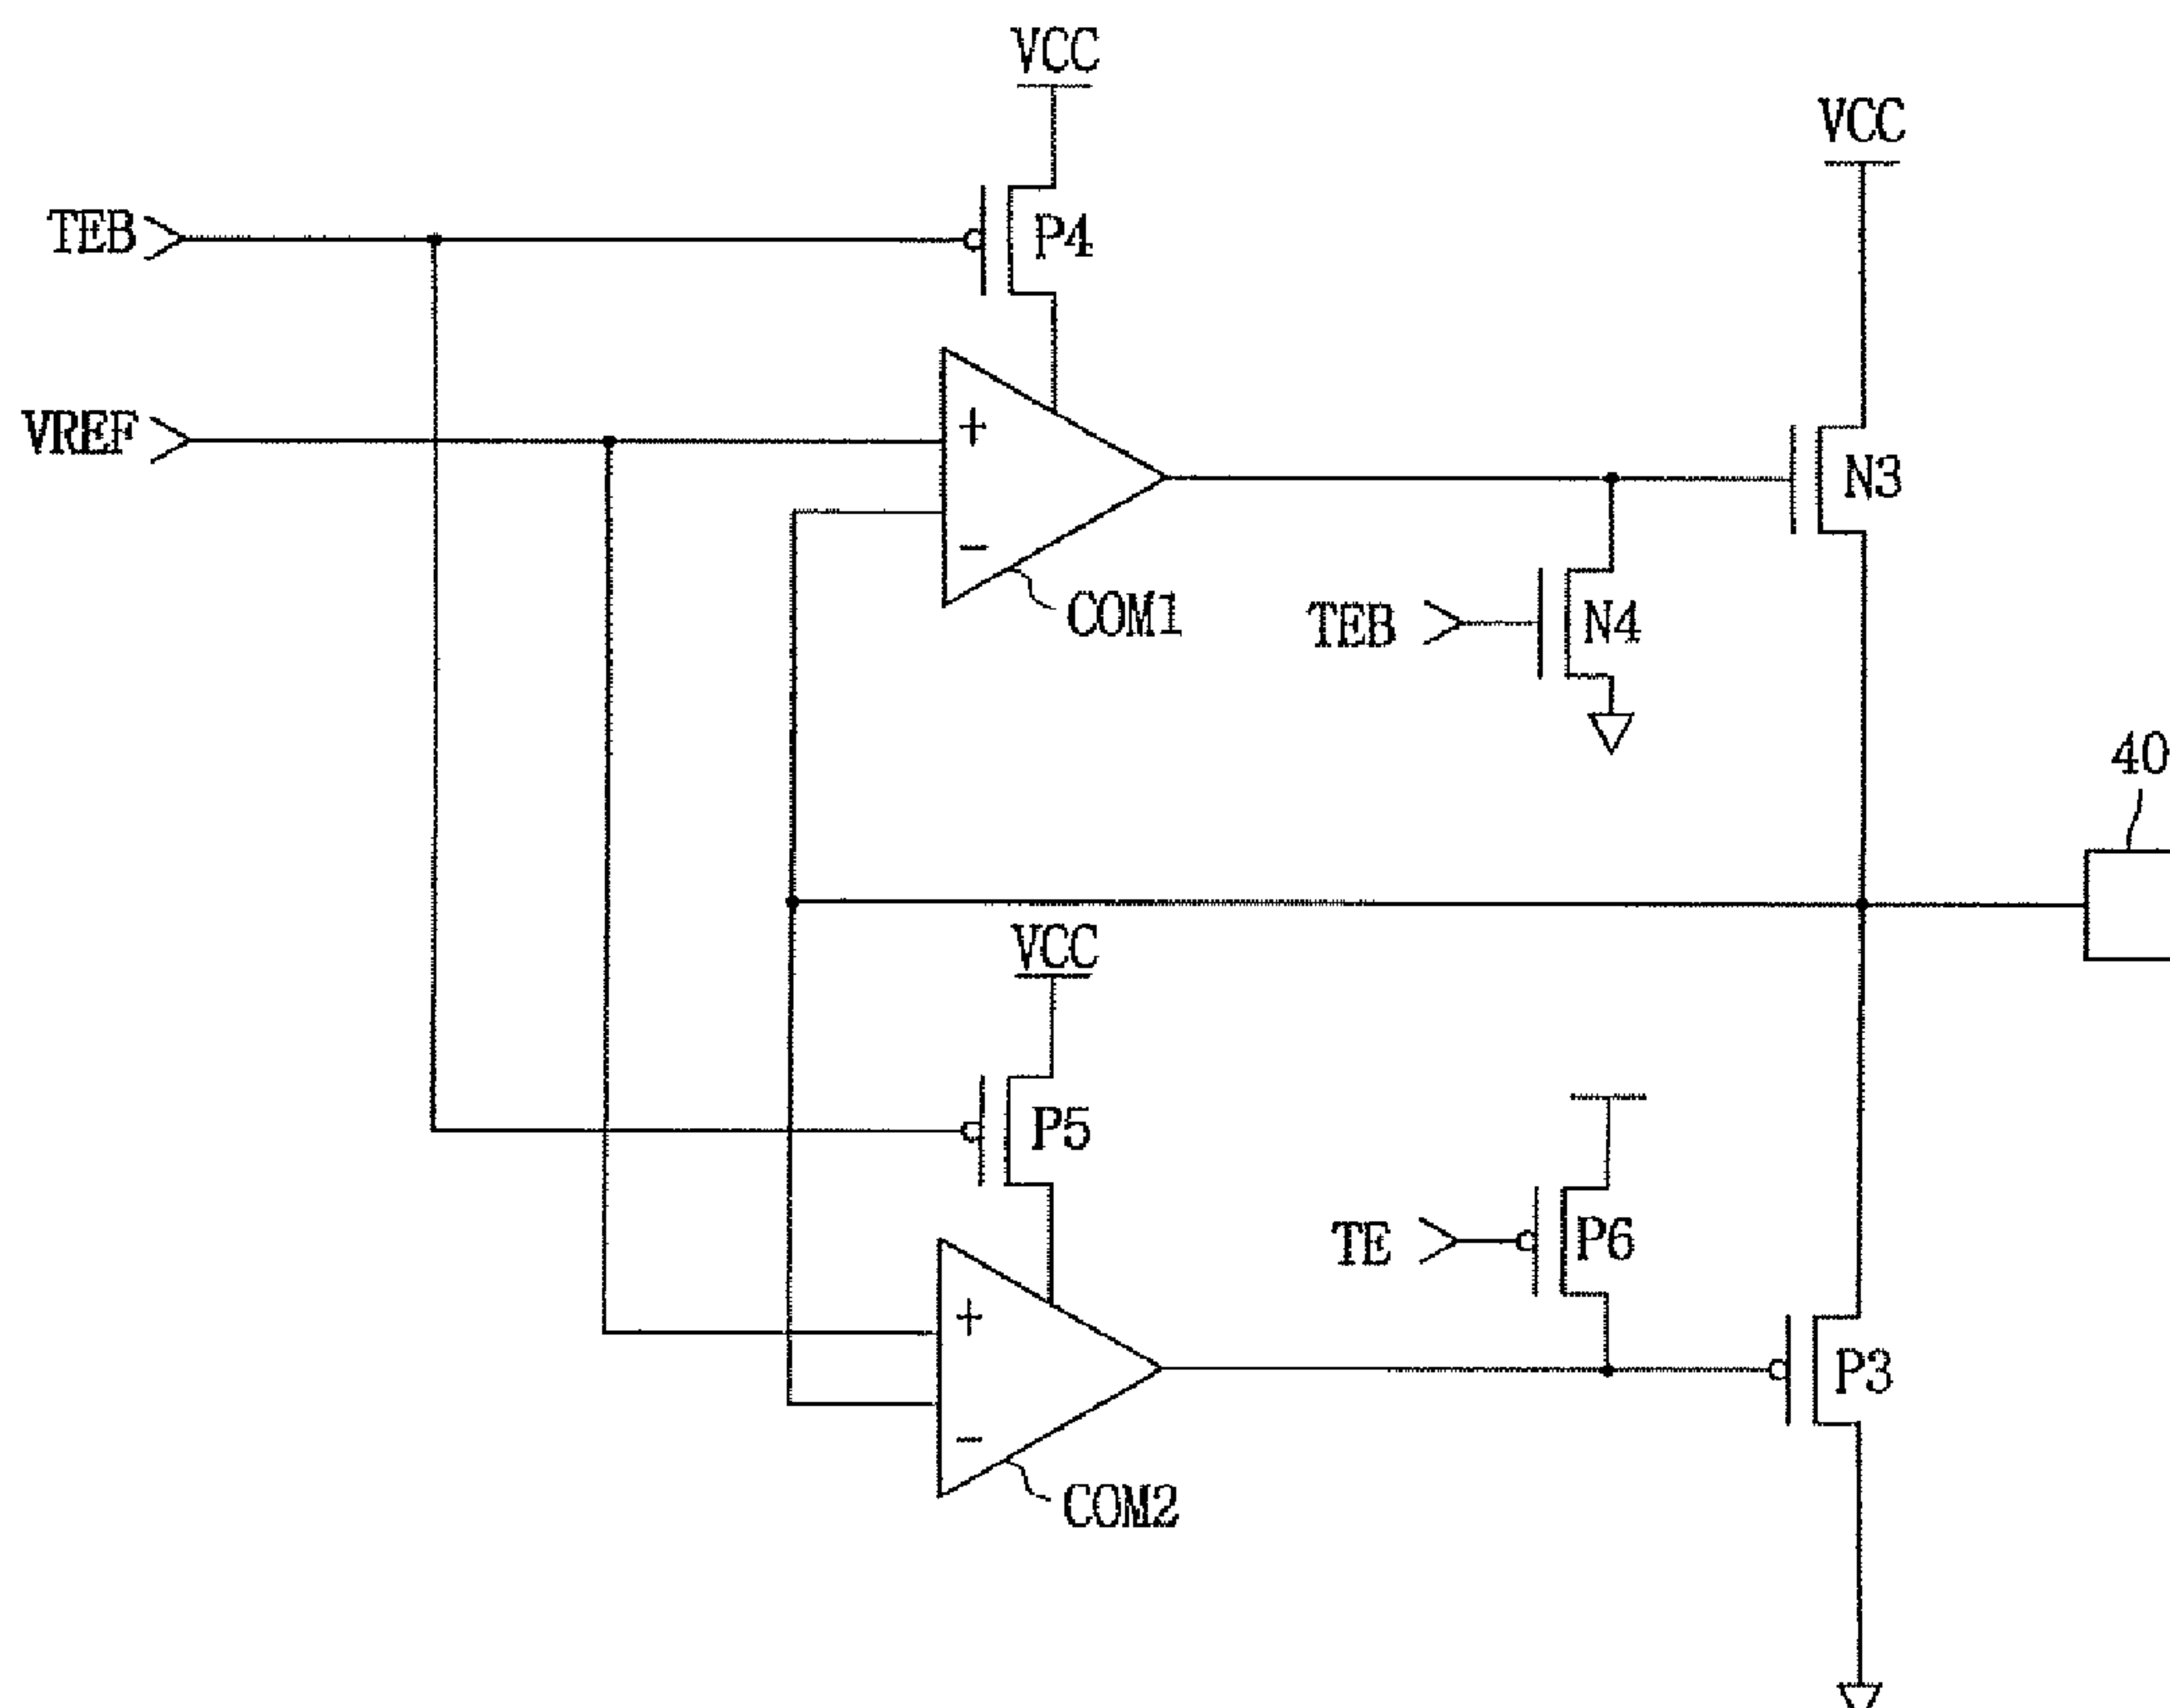 VCC
VCC
TEB
P4
VREF
+
N3
−
COM1
TEB
N4
40
VCC
P5
TE
P6
+
P3
−
COM2